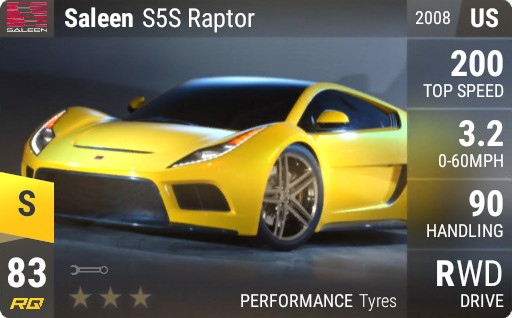 SALEEN
Saleen S5S Raptor
2008 US
200
TOP SPEED
3.2
0-60MPH
90
HANDLING
RWD
DRIVE
S
83
RQ
PERFORMANCE Tyres